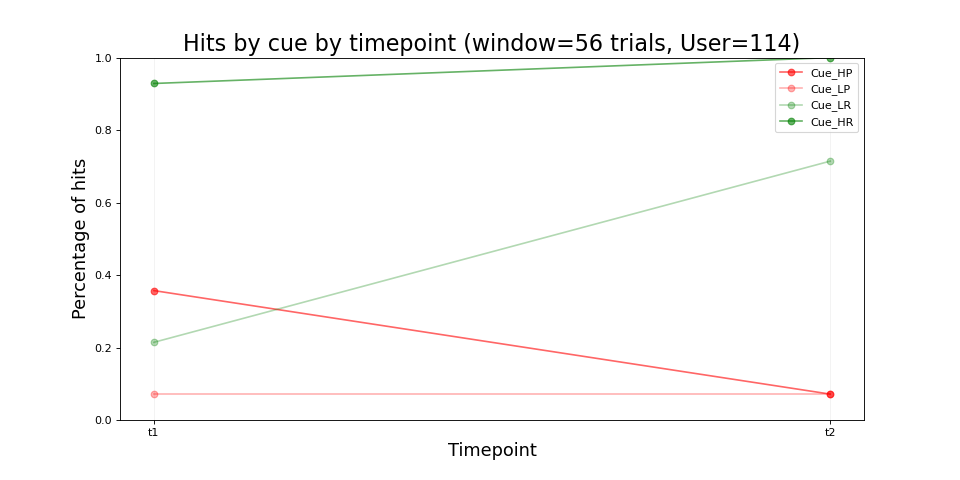 Hits by cue by timepoint (window=56 trials, User=114)
Percentage of hits
1.0
0.8
0.6
0.4
0.2
0.0
Cue_HP
Cue_LP
Cue_LR
Cue_HR
t1
t2
Timepoint